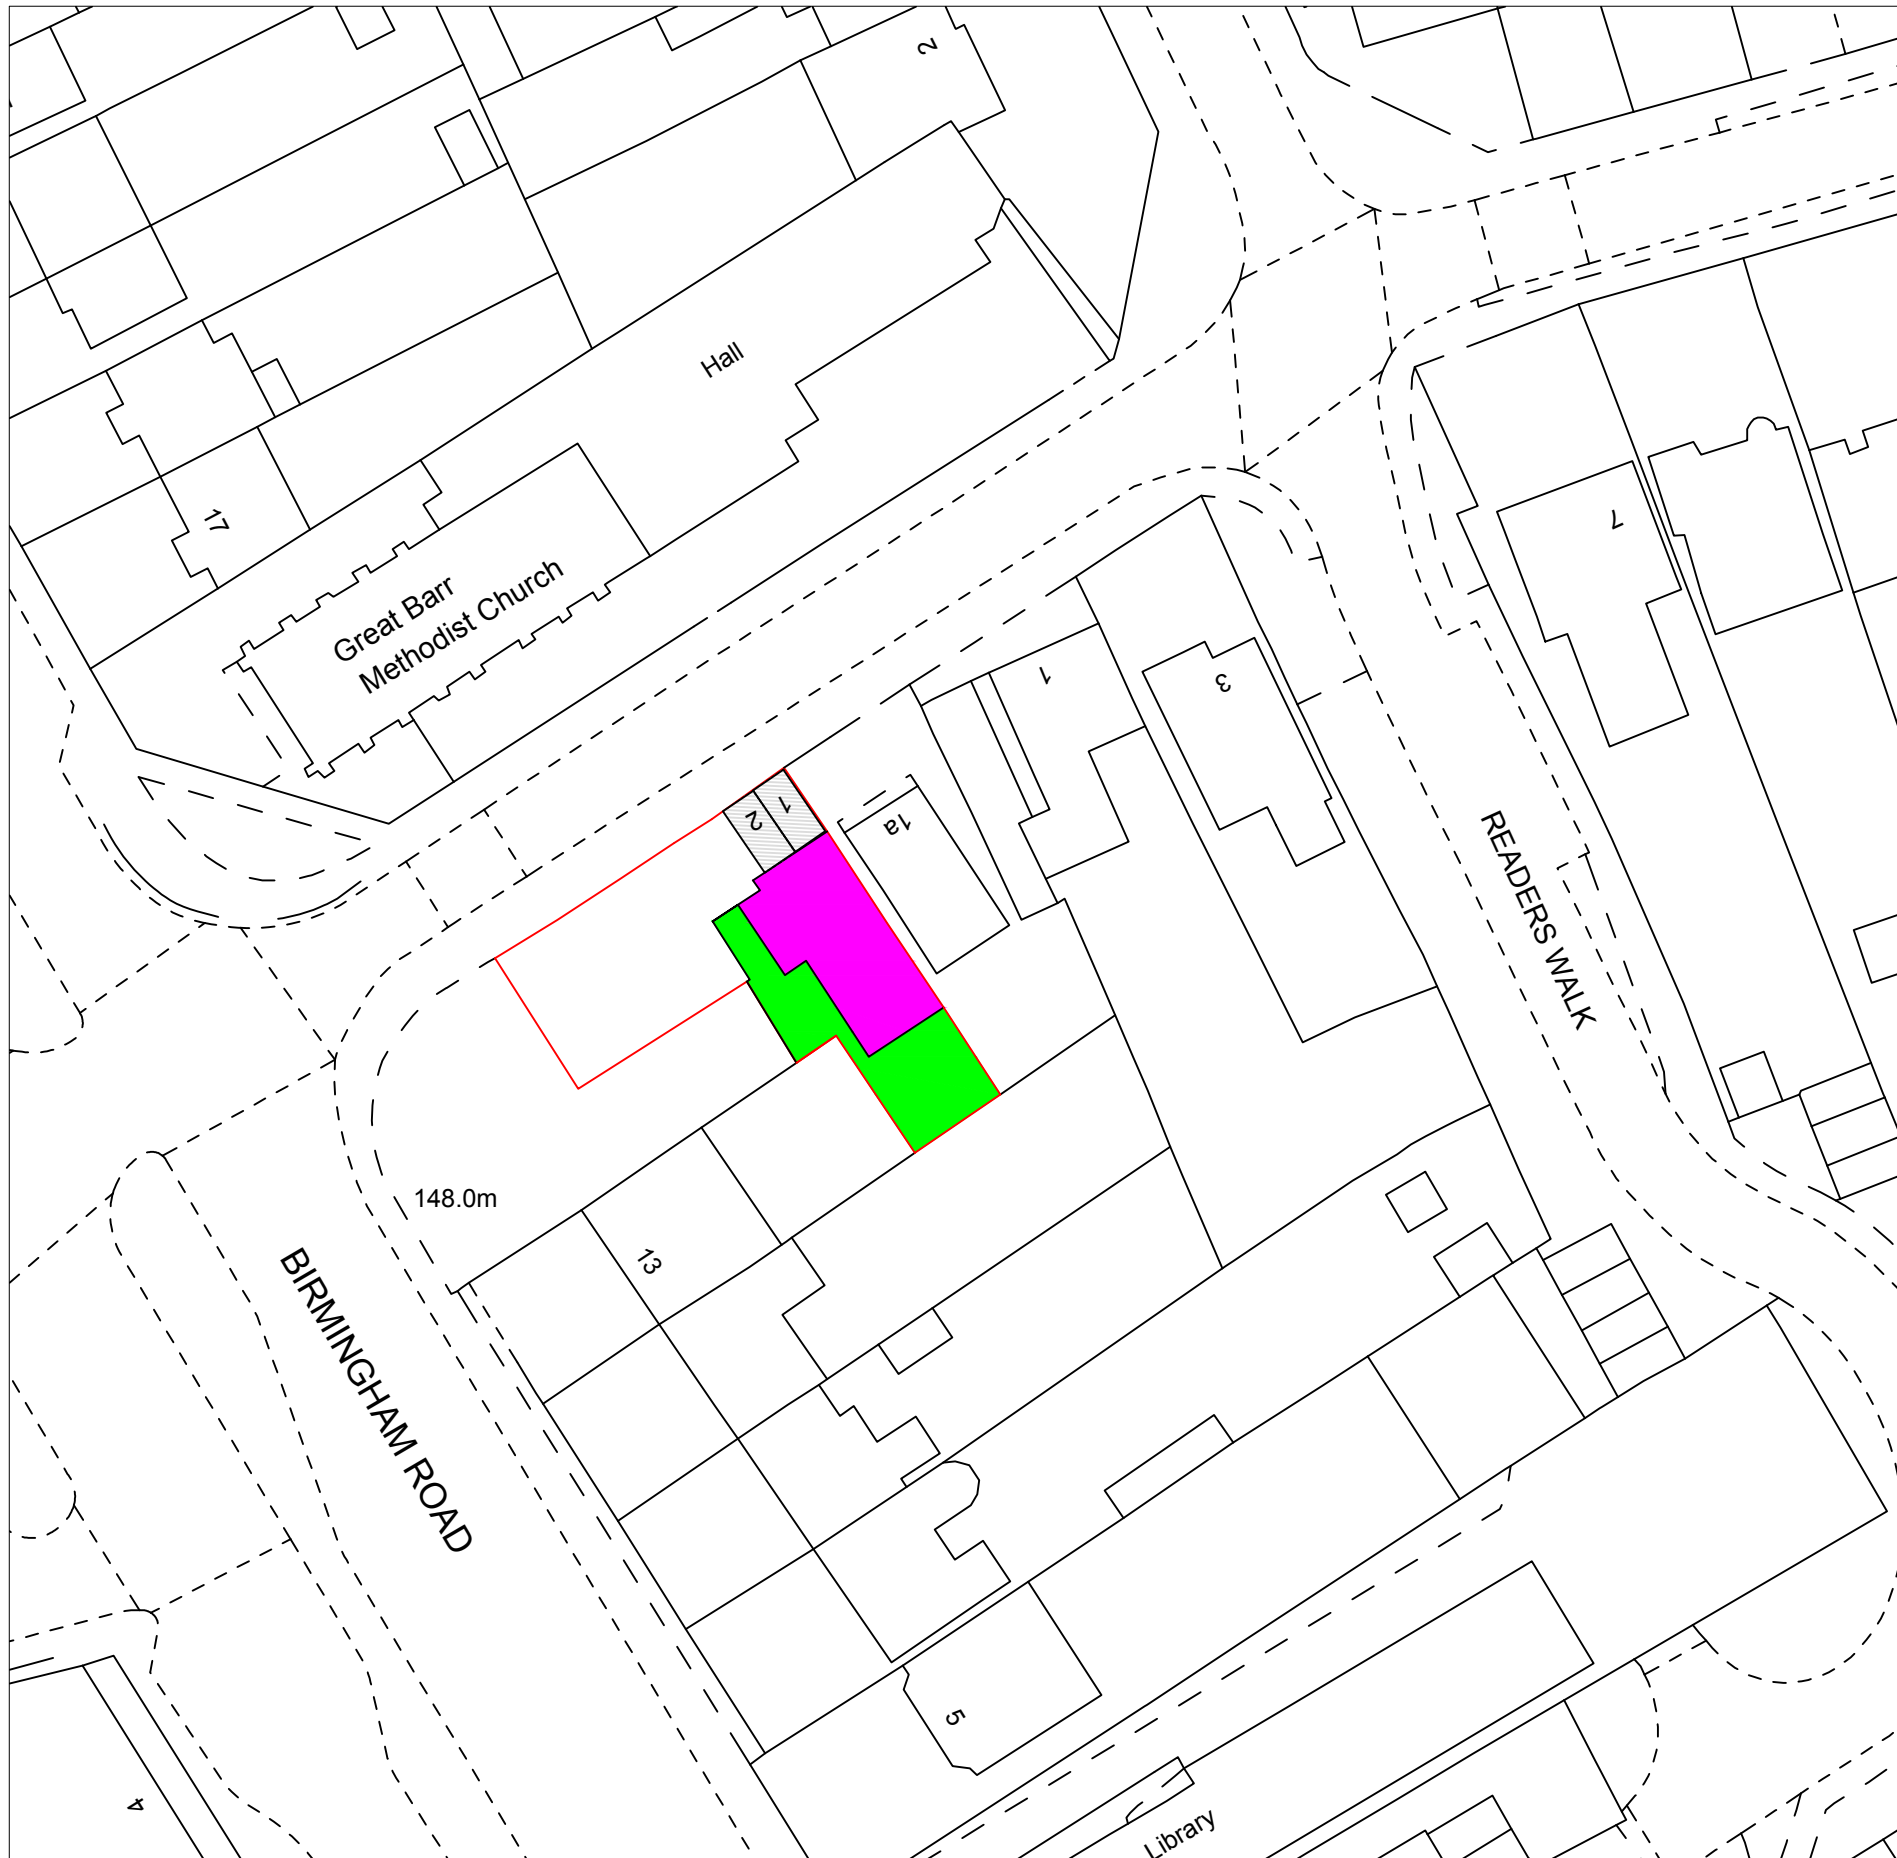 2
Hall
17
Great Barr
Methodist Church
7
1
3
2
1
1a
READERS WALK
148.0m
13
BIRMINGHAM ROAD
5
4
Library